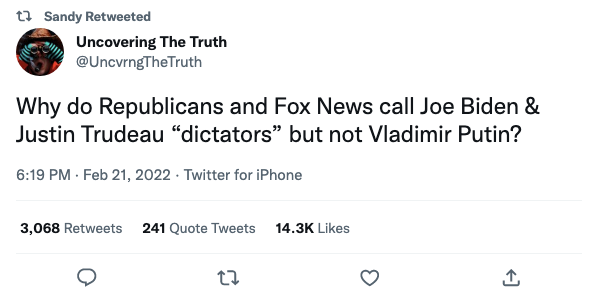 Sandy Retweeted
Uncovering The Truth
@UncvrngTheTruth
Why do Republicans and Fox News call Joe Biden &
Justin Trudeau “dictators” but not Vladimir Putin?
6:19 PM · Feb 21, 2022 · Twitter for iPhone
3,068 Retweets 241 Quote Tweets 14.3K Likes